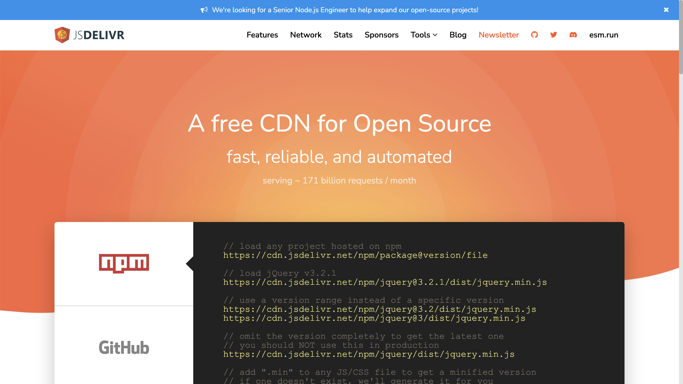 We're looking for a Senior Node.js Engineer to help expand our open-source projects!
JSDELIVR
Features
Network
Stats
Sponsors
Tools
Blog
Newsletter
esm.run
A free CDN for Open Source
fast, reliable, and automated
serving ~ 171 billion requests / month
npm
GitHub
// load any project hosted on npm
https://cdn.jsdelivr.net/npm/package@version/file
// load jQuery v3.2.1
https://cdn.jsdelivr.net/npm/jquery@3.2.1/dist/jquery.min.js
// use a version range instead of a specific version
https://cdn.jsdelivr.net/npm/jquery@3.2/dist/jquery.min.js
https://cdn.jsdelivr.net/npm/jquery@3/dist/jquery.min.js
// omit the version completely to get the latest one
// you should NOT use this in production
https://cdn.jsdelivr.net/npm/jquery/dist/jquery.min.js
// add ".min" to any JS/CSS file to get a minified version
// if one doesn't exist, we'll generate it for you